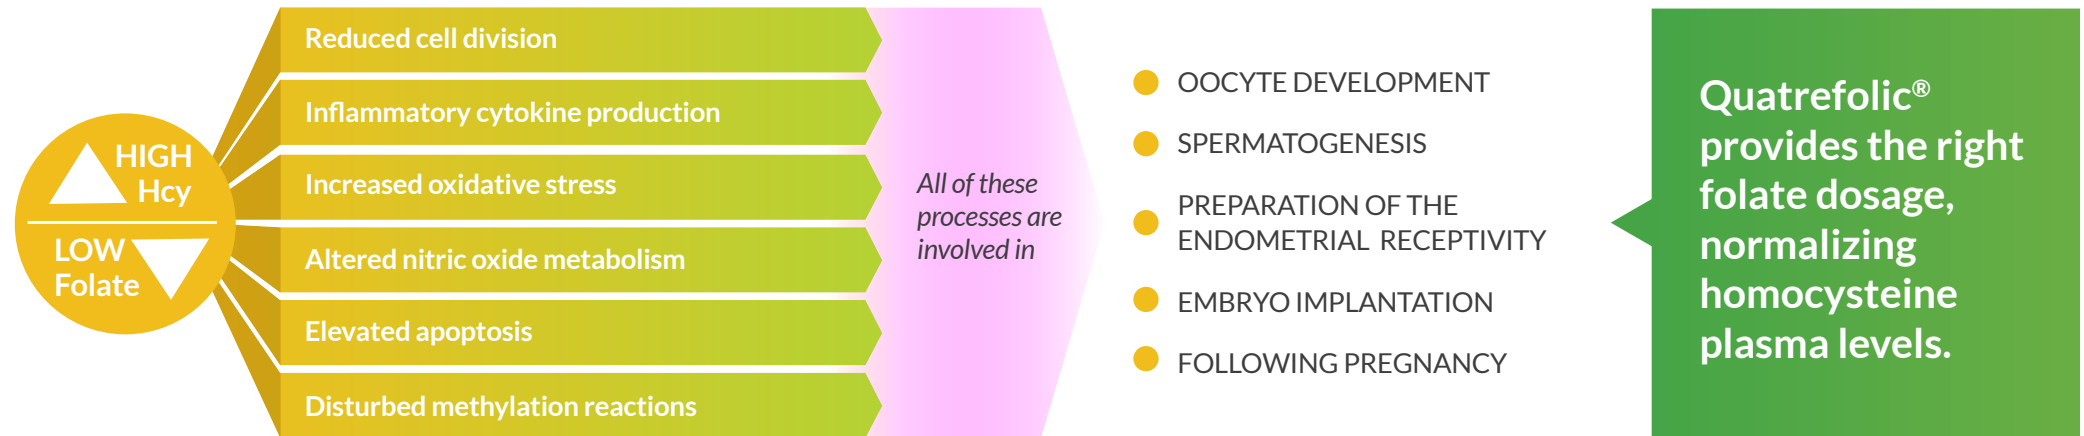 HIGH
Hcy
LOW
Folate
Reduced cell division
Inflammatory cytokine production
Increased oxidative stress
Altered nitric oxide metabolism
Elevated apoptosis
Disturbed methylation reactions
All of these
processes are
involved in
OOCYTE DEVELOPMENT
SPERMATOGENESIS
PREPARATION OF THE
ENDOMETRIAL RECEPTIVITY
EMBRYO IMPLANTATION
FOLLOWING PREGNANCY
Quatrefolic®
provides the right
folate dosage,
normalizing
homocysteine
plasma levels.